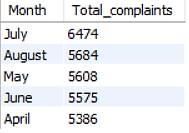 Month Total_complaints
July 6474
August 5684
May 5608
June 5575
April 5386